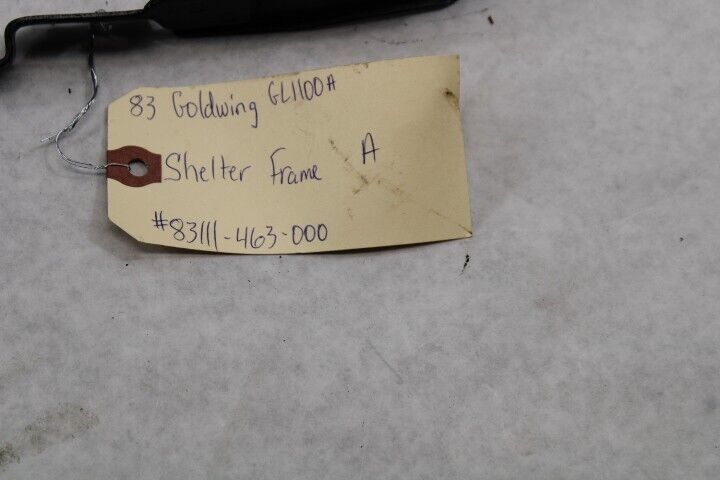 83 Goldwing GL1100A
Shelter Frame A
#83111-463-000